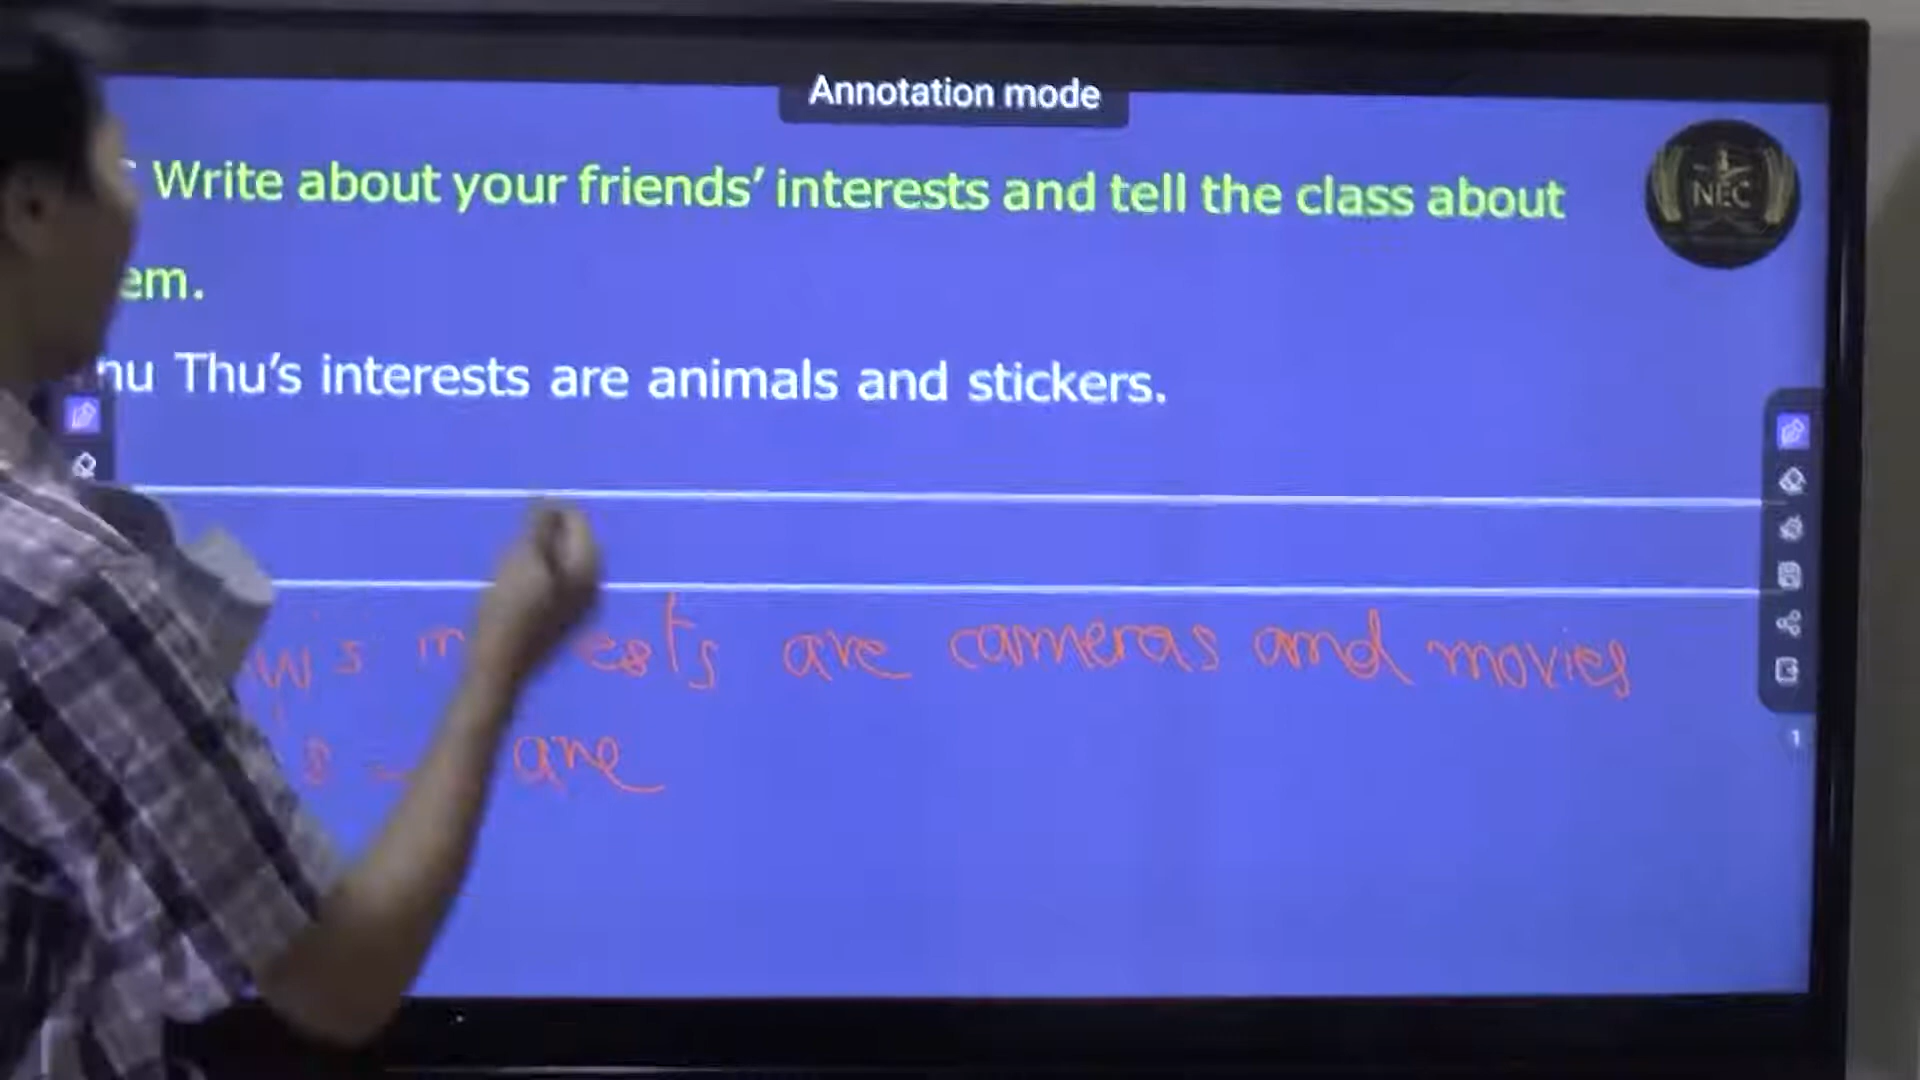 Annotation mode
Write about your friends' interests and tell the class about
em.
NEC
nu Thu's interests are animals and stickers.
's are cameras and movies
s are
1